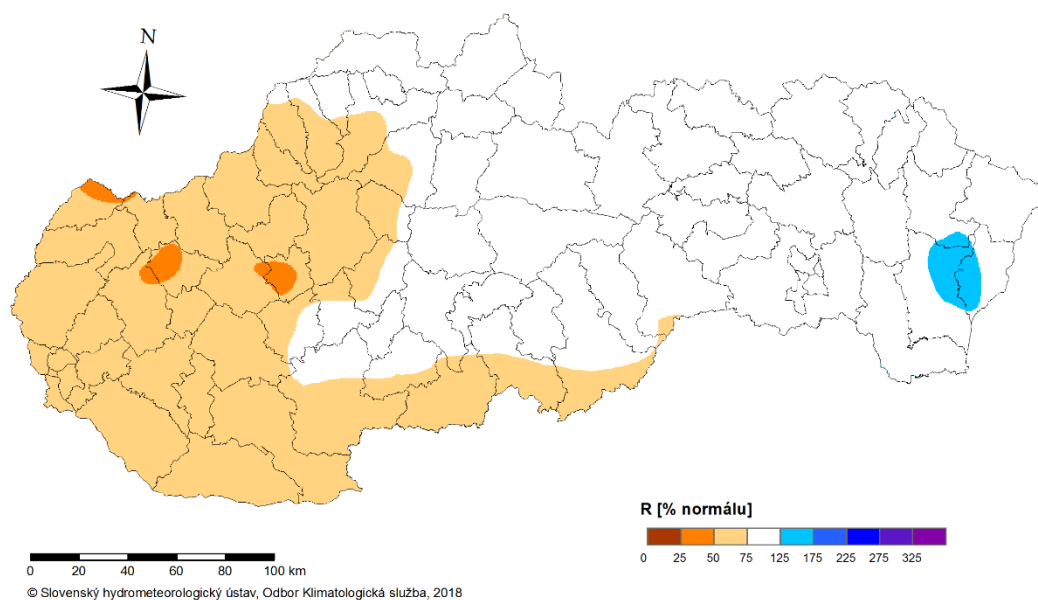 N
R [% normálu]
0 25 50 75 125 175 225 275 325
0 20 40 60 80 100 km
© Slovenský hydrometeorologický ústav, Odbor Klimatologická služba, 2018